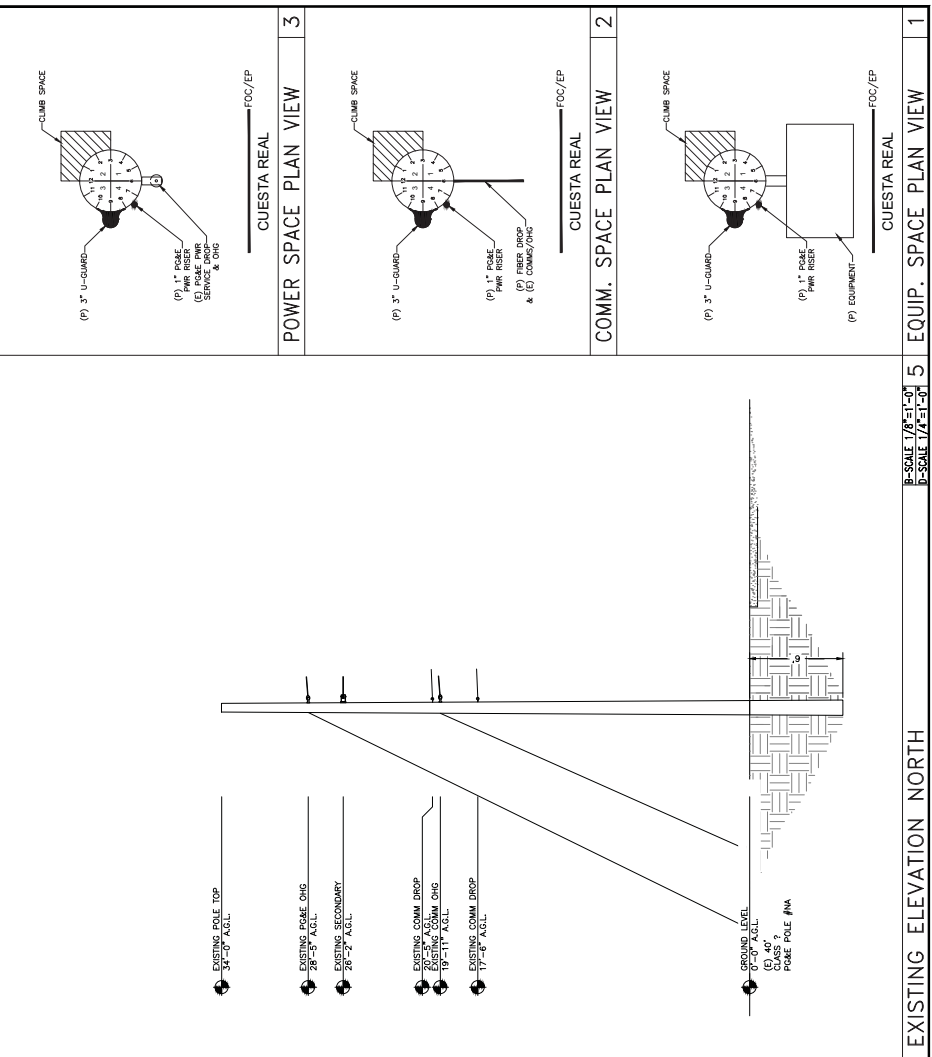 CLIMB SPACE
(P) 3" U-GUARD
(P) 1" PG&E
PWR RISER
(E) PG&E PWR
SERVICE DROP
& OHG
FOC/EP
CUESTA REAL
POWER SPACE PLAN VIEW 3
CLIMB SPACE
(P) 3" U-GUARD
(P) 1" PG&E
PWR RISER
(P) FIBER DROP
& (E) COMMS/OHG
FOC/EP
CUESTA REAL
COMM. SPACE PLAN VIEW 2
CLIMB SPACE
(P) 3" U-GUARD
(P) 1" PG&E
PWR RISER
(P) EQUIPMENT
FOC/EP
CUESTA REAL
EQUIP. SPACE PLAN VIEW 1
EXISTING POLE TOP
34'-0" A.G.L.
EXISTING PG&E OHG
28'-5" A.G.L.
EXISTING SECONDARY
26'-2" A.G.L.
EXISTING COMM DROP
20'-5" A.G.L.
EXISTING COMM OHG
19'-11" A.G.L.
EXISTING COMM DROP
17'-6" A.G.L.
6'
GROUND LEVEL
0'-0" A.G.L.
(E) 40'
CLASS ?
PG&E POLE #NA
EXISTING ELEVATION NORTH
B-SCALE 1/8"=1'-0"
D-SCALE 1/4"=1'-0"
5